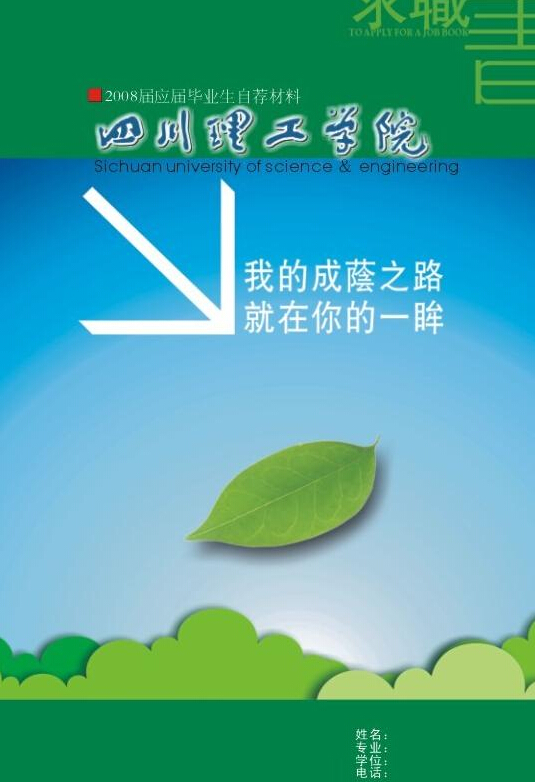 求職書
TO APPLY FOR A JOB BOOK
2008届应届毕业生自荐材料
四川理工学院
Sichuan university of science & engineering
我的成蔭之路
就在你的一眸
姓名：
专业：
学位：
电话：